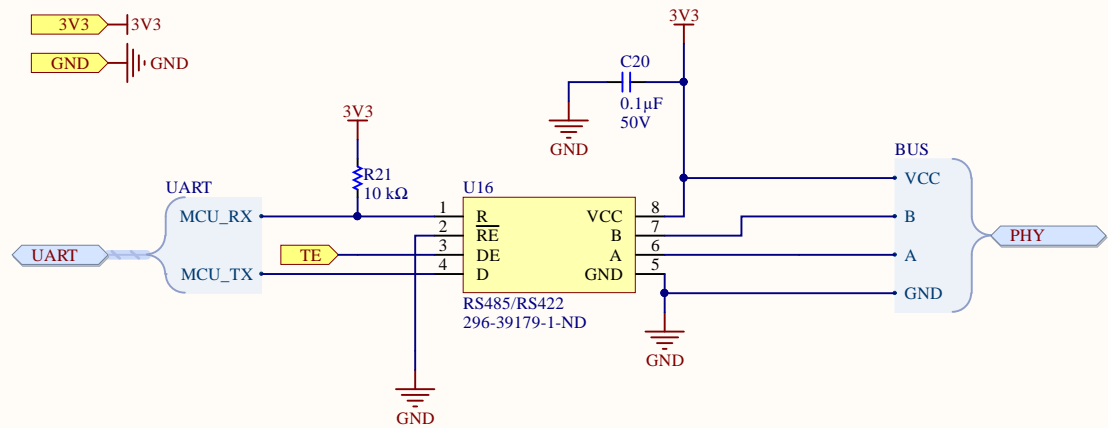 3V3
3V3
GND
GND
3V3
C20
0.1µF
50V
GND
3V3
R21
10 kΩ
UART
MCU_RX
MCU_TX
UART
TE
U16
1
R
2
RE
3
DE
4
D
VCC
8
B
7
A
6
GND
5
RS485/RS422
296-39179-1-ND
GND
GND
BUS
VCC
B
A
GND
PHY